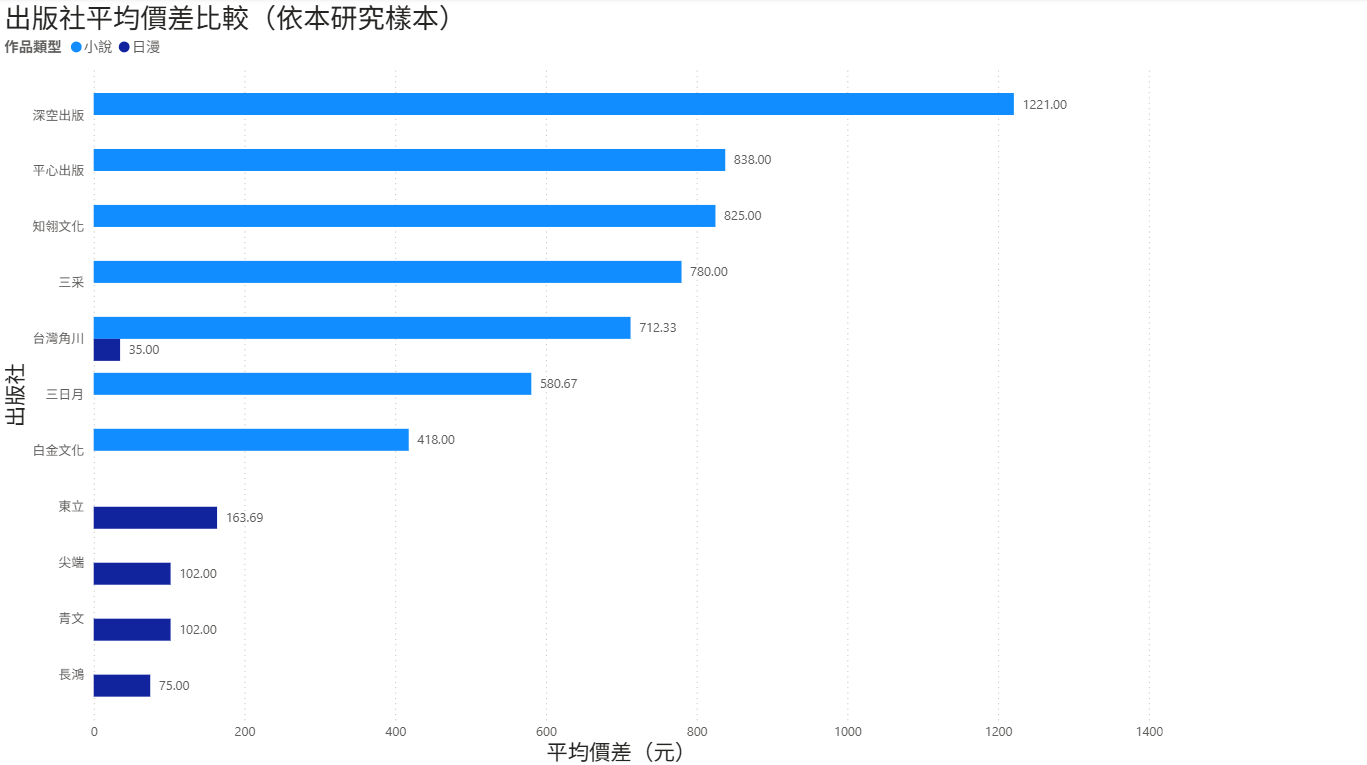 出版社平均價差比較（依本研究樣本）
作品類型 小說 日漫
深空出版 1221.00
平心出版 838.00
知翎文化 825.00
三采 780.00
台灣角川 712.33
35.00
三日月 580.67
白金文化 418.00
東立 163.69
尖端 102.00
青文 102.00
長鴻 75.00
出版社
0 200 400 600 800 1000 1200 1400
平均價差（元）